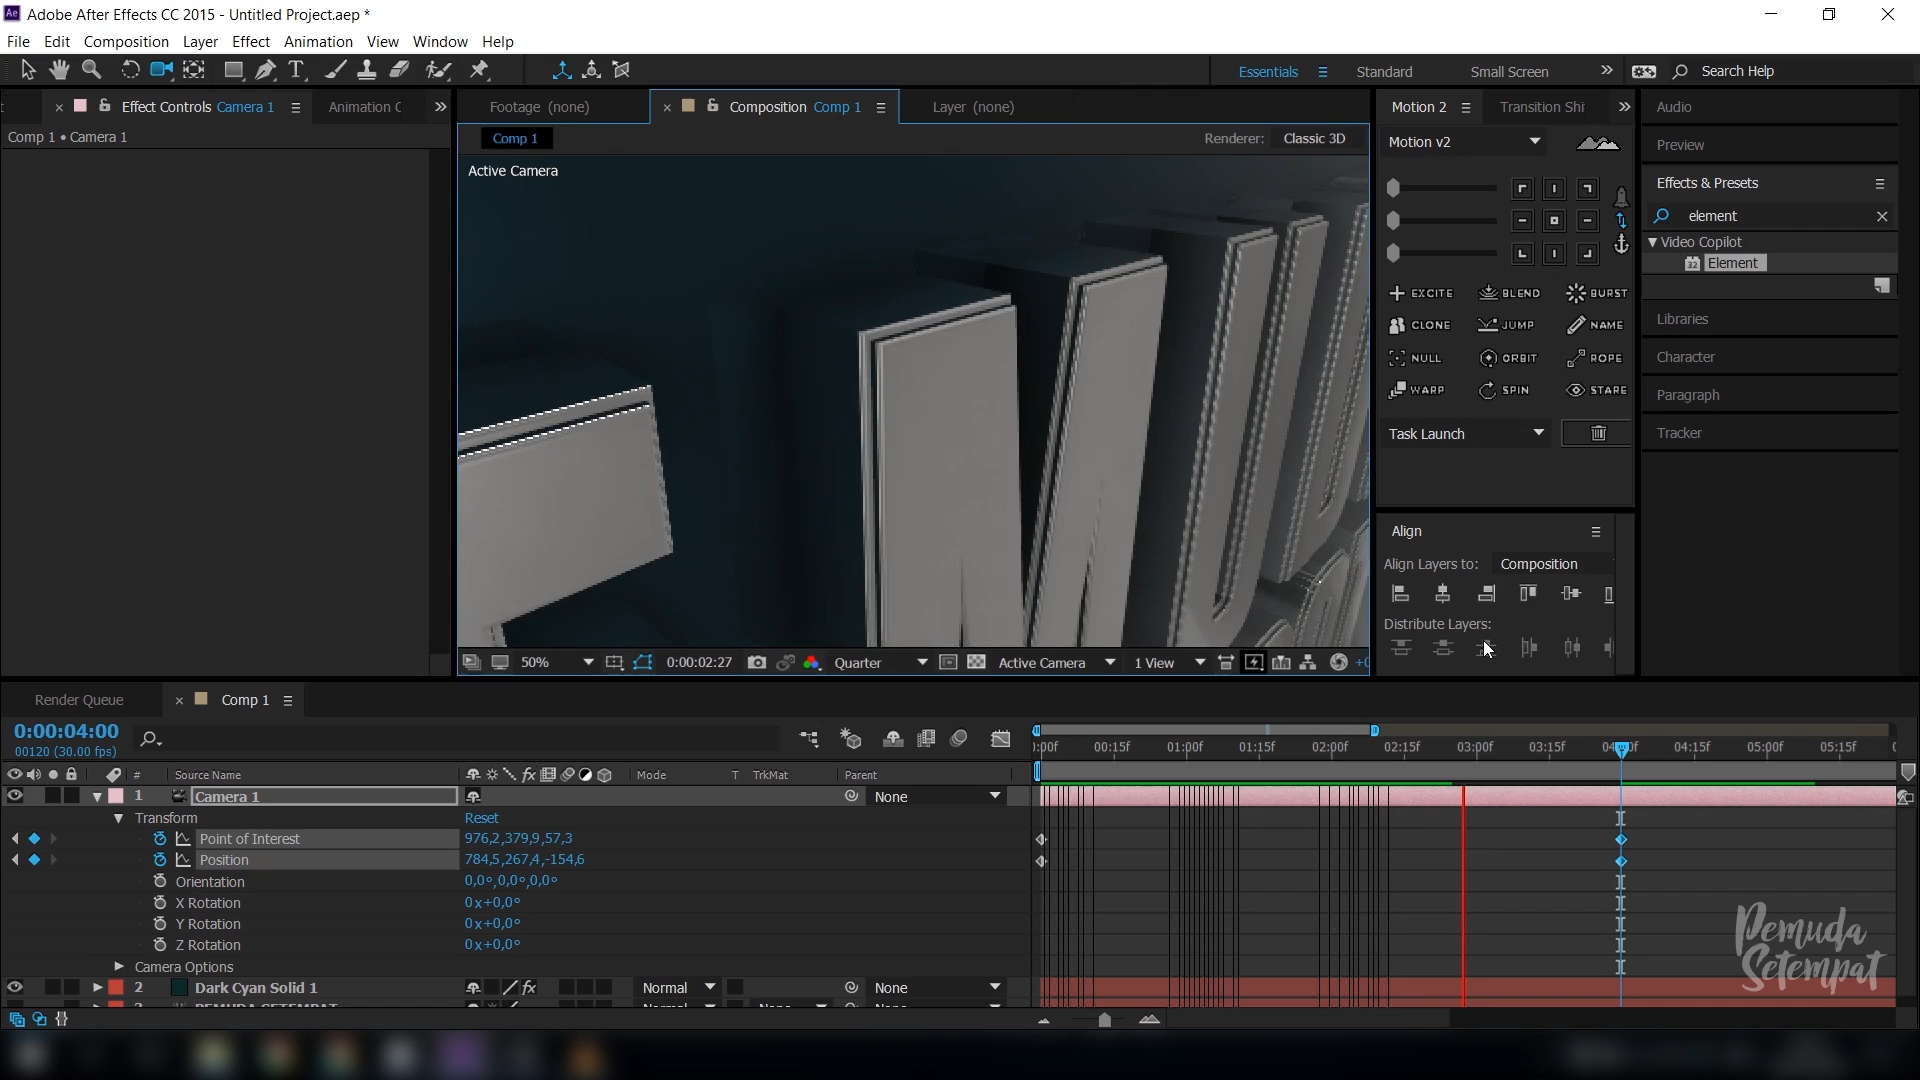 Adobe After Effects CC 2015 - Untitled Project.aep *
File Edit Composition Layer Effect Animation View Window Help
Essentials Standard Small Screen Search Help
Effect Controls Camera 1 Animation C
Footage (none) Composition Comp 1 Layer (none)
Motion 2 Transition Shi
Audio
Comp 1 • Camera 1
Comp 1 Renderer: Classic 3D
Motion v2
Preview
Active Camera
Effects & Presets
element
Video Copilot
Element
EXCITE BLEND BURST
CLONE JUMP NAME
NULL ORBIT ROPE
WARP SPIN STARE
Libraries
Character
Paragraph
Task Launch
Tracker
Align
Align Layers to: Composition
Distribute Layers:
50% 0:00:02:27 Quarter Active Camera 1 View +0
Render Queue Comp 1
0:00:04:00
00120 (30.00 fps)
):00f 00:15f 01:00f 01:15f 02:00f 02:15f 03:00f 03:15f 04:00f 04:15f 05:00f 05:15f
# Source Name Mode T TrkMat Parent
1 Camera 1 None
Transform Reset
Point of Interest 976,2,379,9,57,3
Position 784,5,267,4,-154,6
Orientation 0,0°,0,0°,0,0°
X Rotation 0x+0,0°
Y Rotation 0x+0,0°
Z Rotation 0x+0,0°
Camera Options
2 Dark Cyan Solid 1 Normal None
3 PEMUDA SETEMPAT Normal None None
Pemuda
Setempat